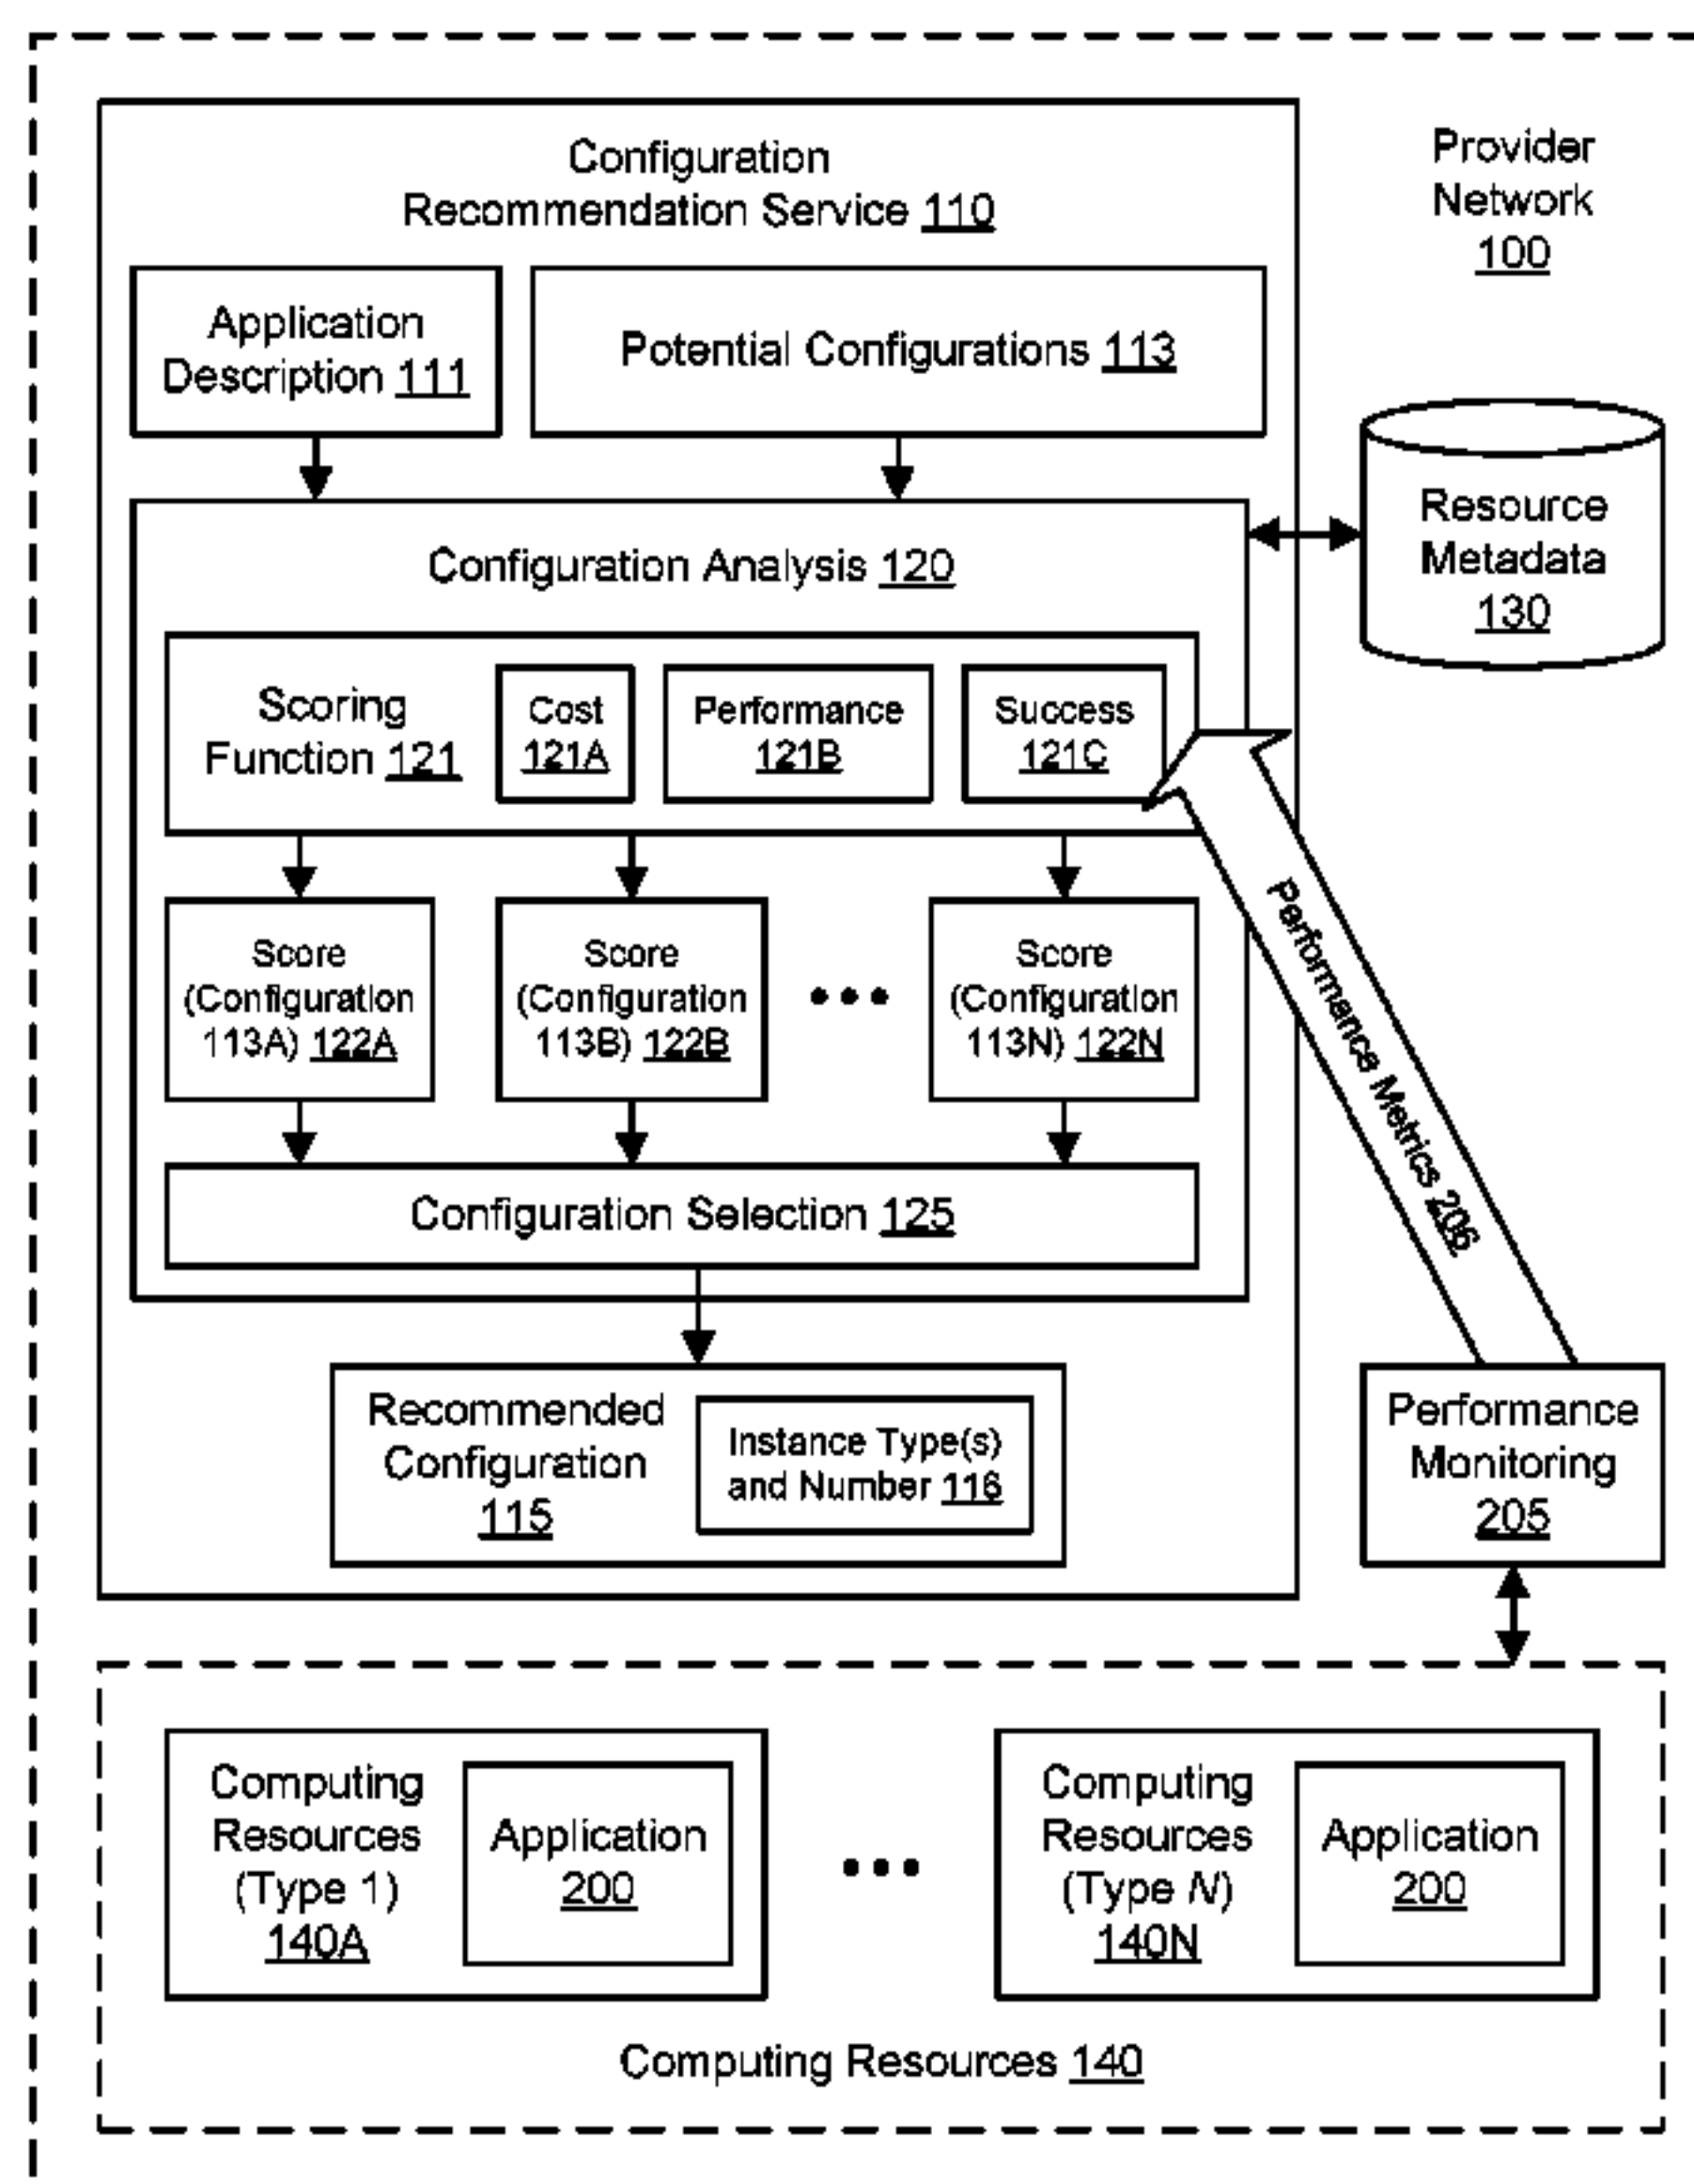 Configuration
Recommendation Service 110
Provider
Network
100
Application
Description 111
Potential Configurations 113
Resource
Metadata
130
Configuration Analysis 120
Scoring
Function 121
Cost
121A
Performance
121B
Success
121C
Score
(Configuration
113A) 122A
Score
(Configuration
113B) 122B
•••
Score
(Configuration
113N) 122N
Performance Metrics 206
Configuration Selection 125
Recommended
Configuration
115
Instance Type(s)
and Number 116
Performance
Monitoring
205
Computing
Resources
(Type 1)
140A
Application
200
•••
Computing
Resources
(Type N)
140N
Application
200
Computing Resources 140